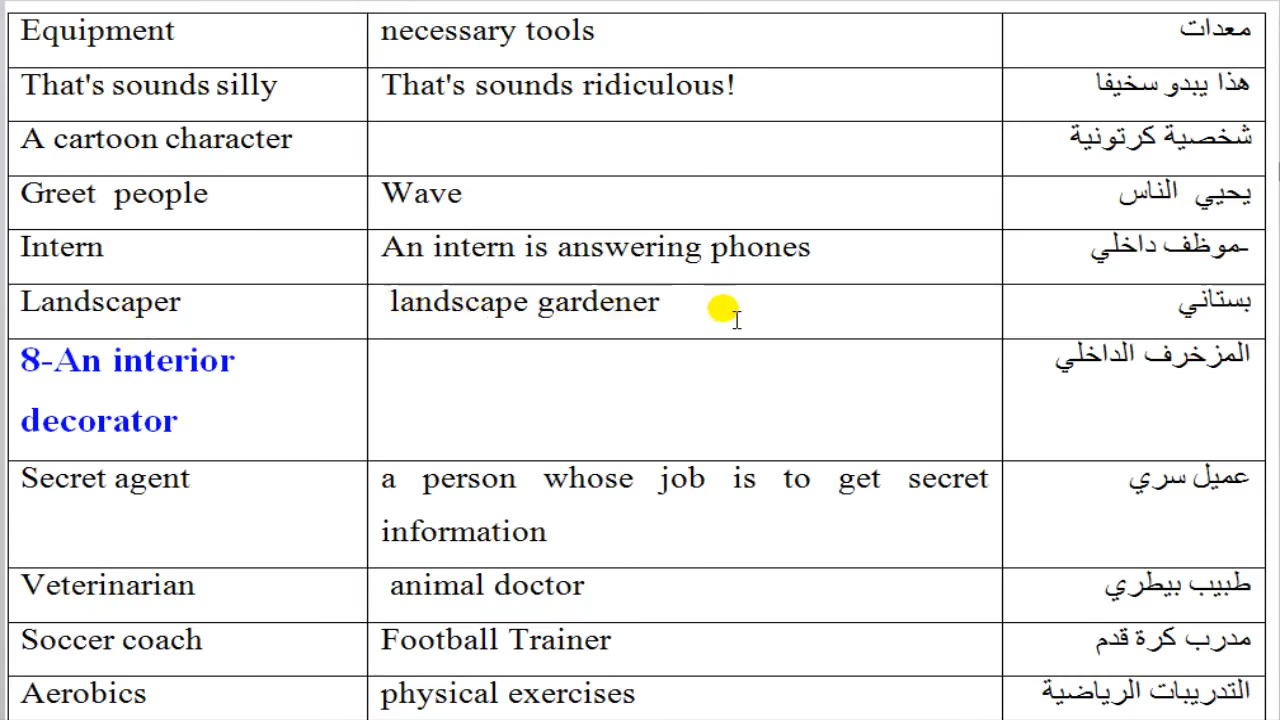 Equipment necessary tools معدات
That's sounds silly That's sounds ridiculous! هذا يبدو سخيفا
A cartoon character شخصية كرتونية
Greet people Wave يحيي الناس
Intern An intern is answering phones -موظف داخلي
Landscaper landscape gardener بستاني
8-An interior المزخرف الداخلي
decorator
Secret agent a person whose job is to get secret عميل سري
information
Veterinarian animal doctor طبيب بيطري
Soccer coach Football Trainer مدرب كرة قدم
Aerobics physical exercises التدريبات الرياضية